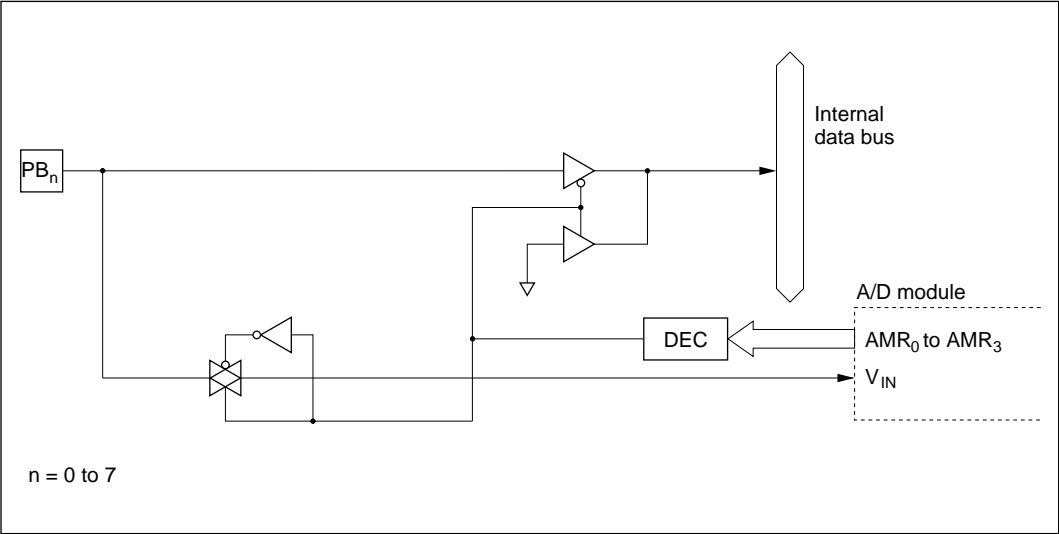 Internal
data bus
PBn
A/D module
DEC
AMR0 to AMR3
VIN
n = 0 to 7